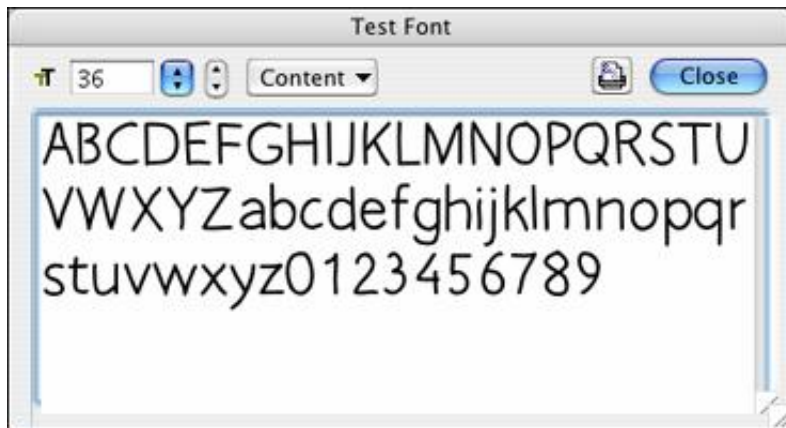 Test Font
T 36 Content Close
ABCDEFGHIJKLMNOPQRSTU
VWXYZabcdefghijklmnopqr
stuvwxyz0123456789